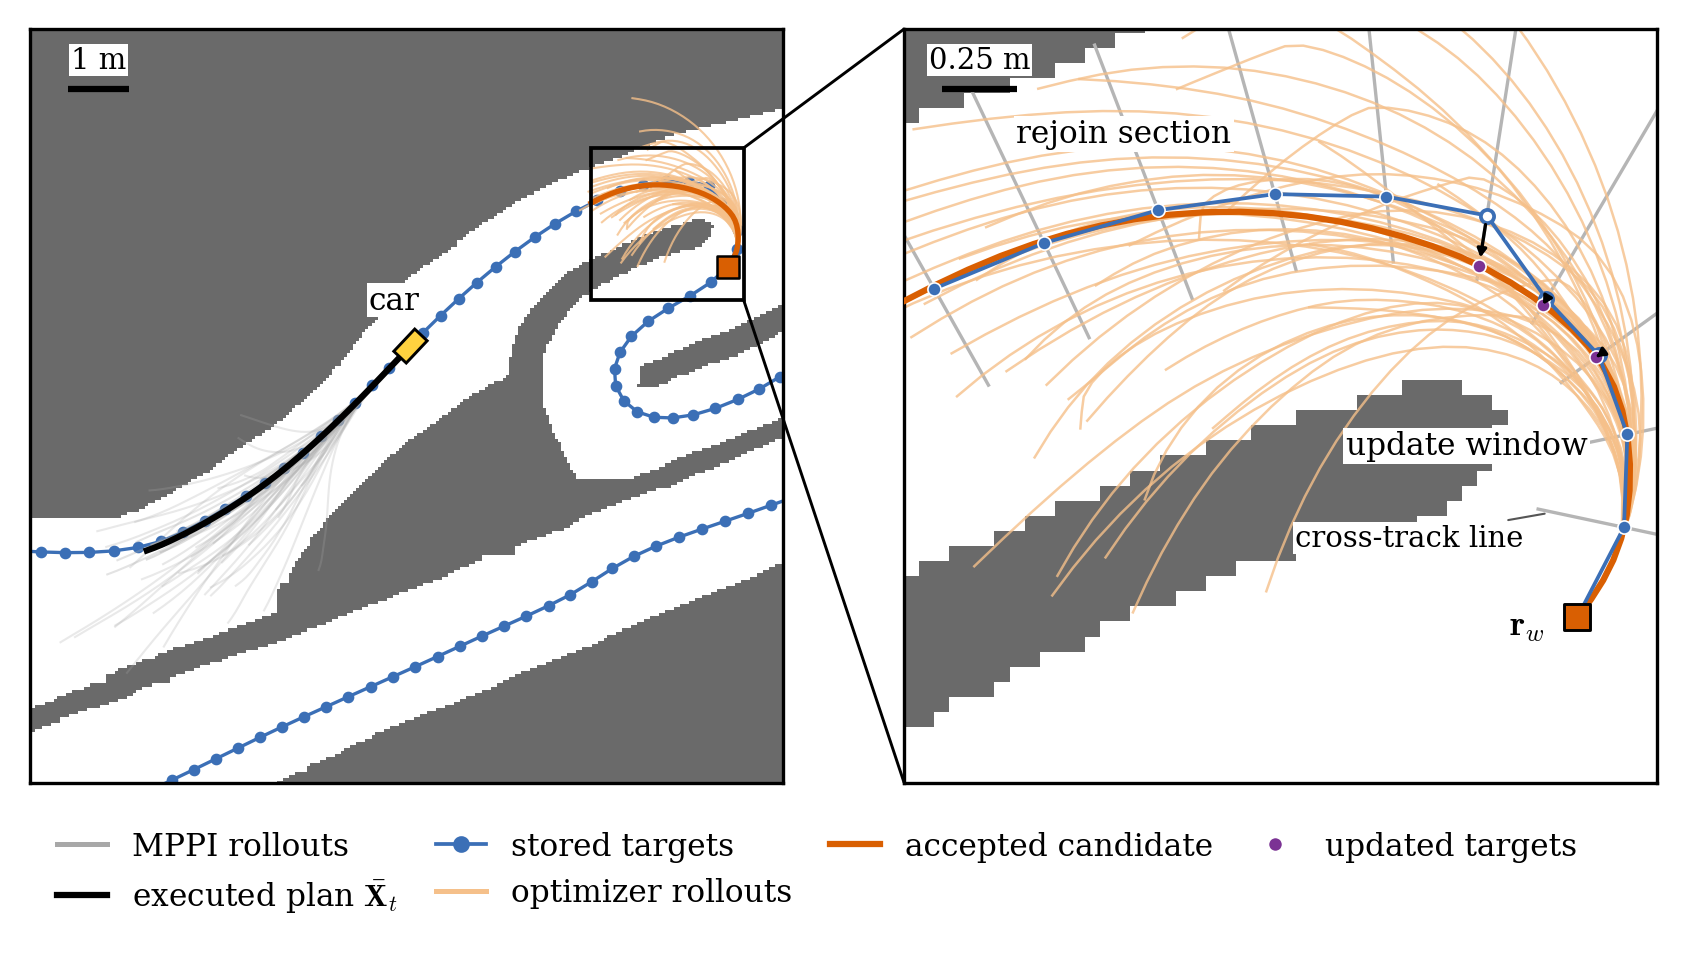 1 m
car
0.25 m
rejoin section
update window
cross-track line
𝐫_w
MPPI rollouts
executed plan 𝐗̄_t
stored targets
optimizer rollouts
accepted candidate
updated targets